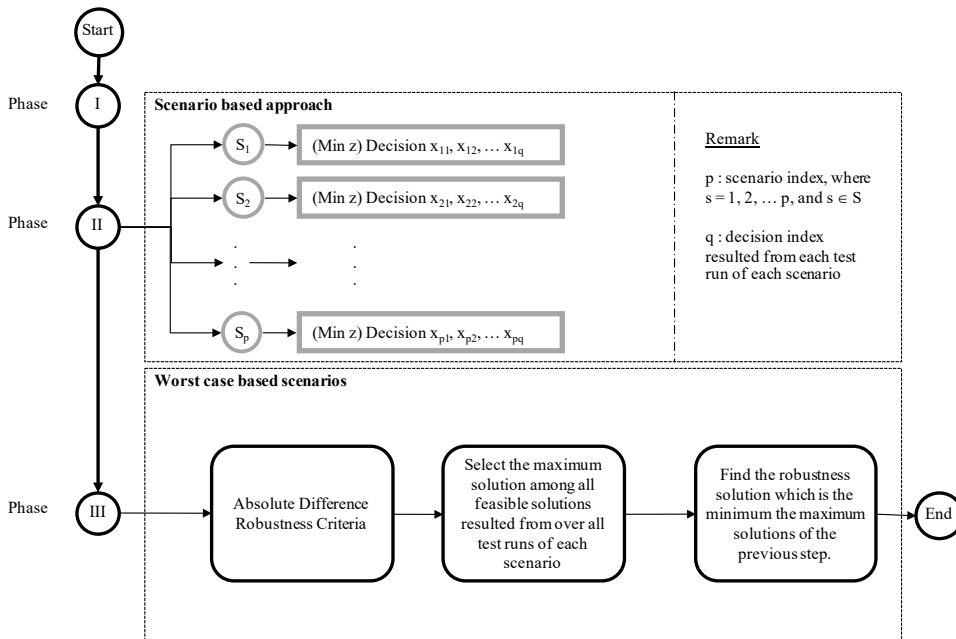 Start
Phase
I
Scenario based approach
S1
(Min z) Decision x11, x12, … x1q
S2
(Min z) Decision x21, x22, … x2q
Phase
II
. .
. .
. .
Sp
(Min z) Decision xp1, xp2, … xpq
Remark
p : scenario index, where
s = 1, 2, … p, and s ∈ S
q : decision index
resulted from each test
run of each scenario
Worst case based scenarios
Phase
III
Absolute Difference
Robustness Criteria
Select the maximum
solution among all
feasible solutions
resulted from over all
test runs of each
scenario
Find the robustness
solution which is the
minimum the maximum
solutions of the
previous step.
End